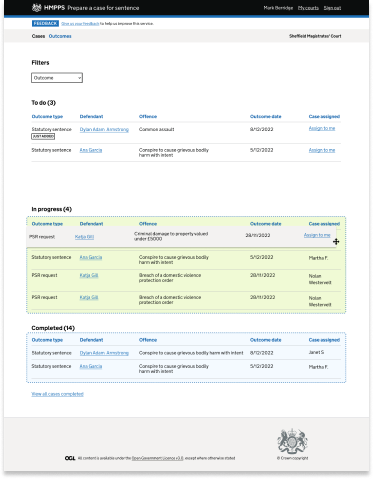 HMPPS Prepare a case for sentence Mark Berridge My courts Sign out
FEEDBACK Give us your feedback to help us improve this service.
Cases Outcomes Sheffield Magistrates' Court
Filters
Outcome
To do (3)
Outcome type Defendant Offence Outcome date Case assigned
Statutory sentence Dylan Adam Armstrong Common assault 8/12/2022 Assign to me
JUST ADDED
Statutory sentence Ana Garcia Conspire to cause grievous bodily 5/12/2022 Assign to me
harm with intent
In progress (4)
Outcome type Defendant Offence Outcome date Case assigned
PSR request Katja Gill Criminal damage to property valued 28/11/2022 Assign to me
under £5000
Statutory sentence Ana Garcia Conspire to cause grievous bodily 5/12/2022 Martha F.
harm with intent
PSR request Katja Gill Breach of a domestic violence 28/11/2022 Nolan
protection order Westervelt
PSR request Katja Gill Breach of a domestic violence 28/11/2022 Nolan
protection order Westervelt
Completed (14)
Outcome type Defendant Offence Outcome date Case assigned
Statutory sentence Dylan Adam Armstrong Conspire to cause grievous bodily harm with intent 8/12/2022 Janet S
Statutory sentence Ana Garcia Conspire to cause grievous bodily 5/12/2022 Martha F.
harm with intent
View all cases completed
OGL All content is available under the Open Government Licence v3.0, except where otherwise stated
© Crown copyright